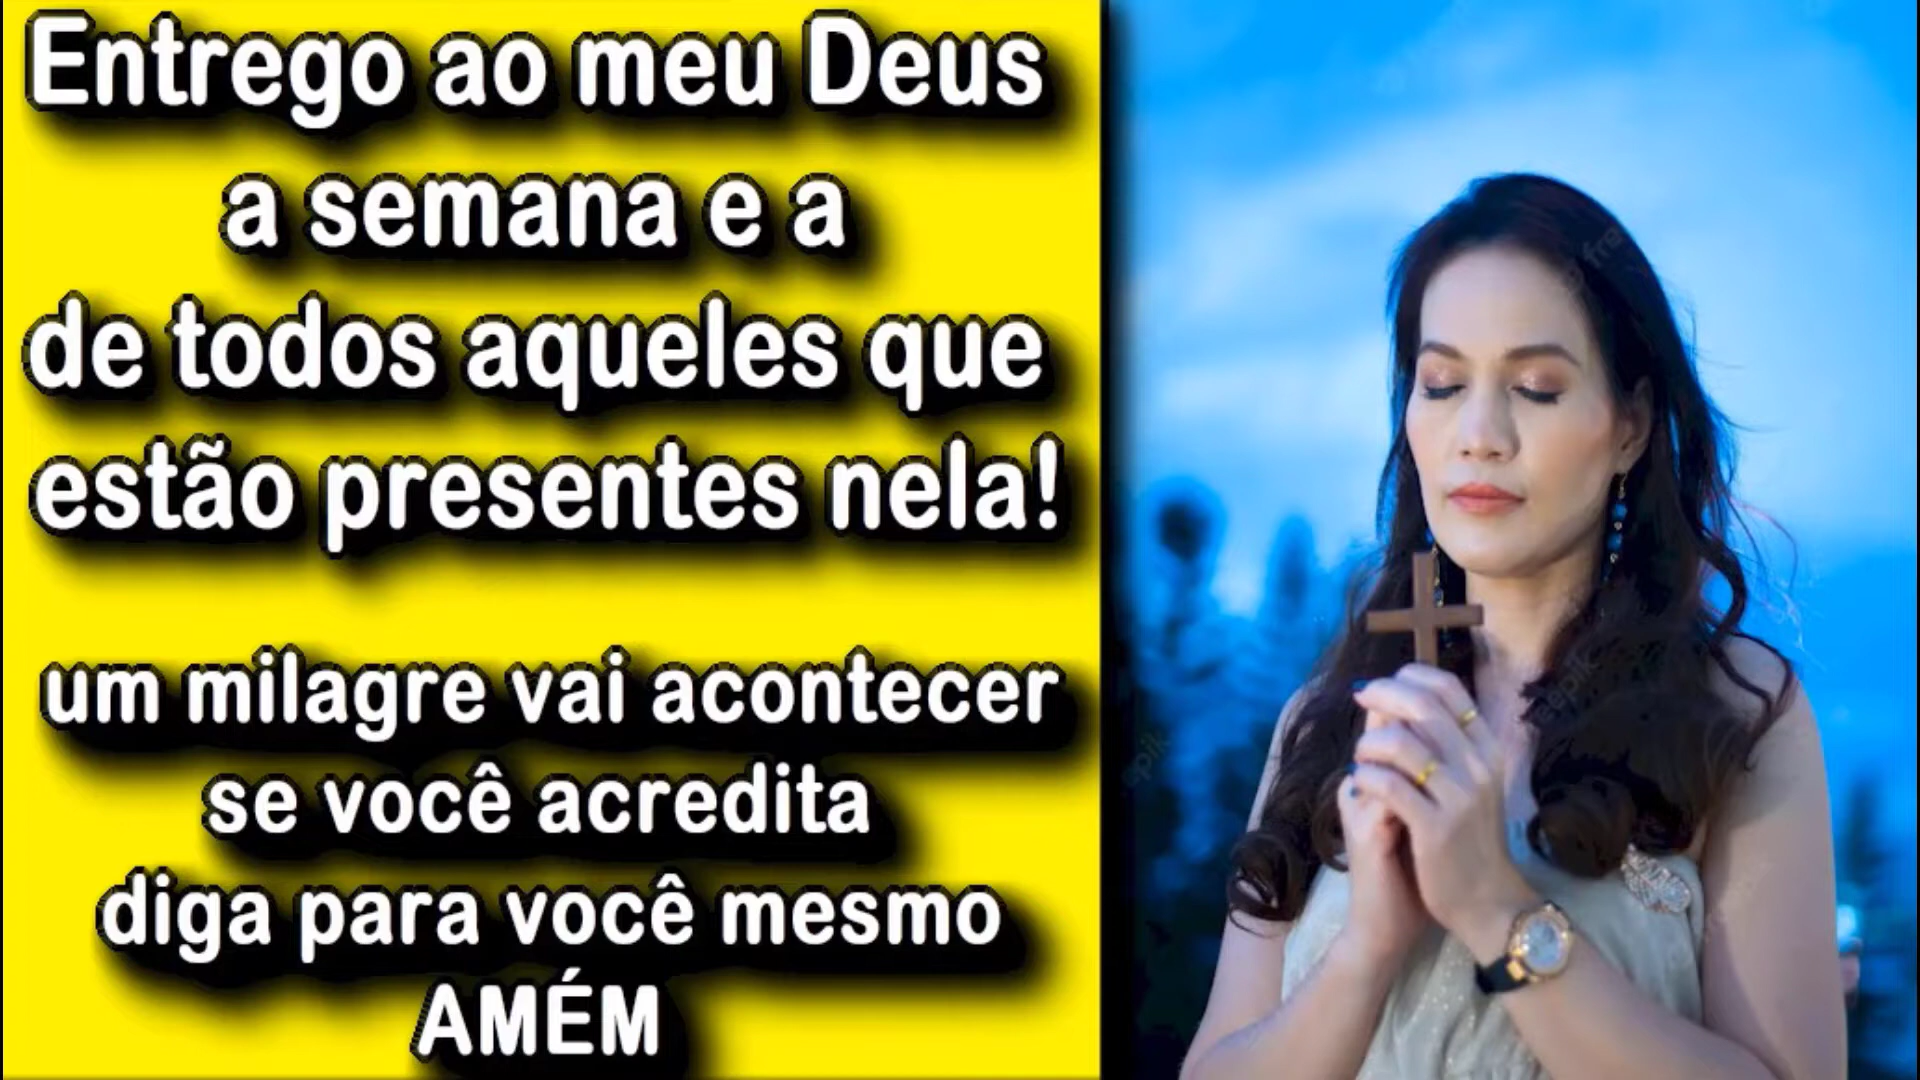 Entrego ao meu Deus
a semana e a
de todos aqueles que
estão presentes nela!
um milagre vai acontecer
se você acredita
diga para você mesmo
AMÉM